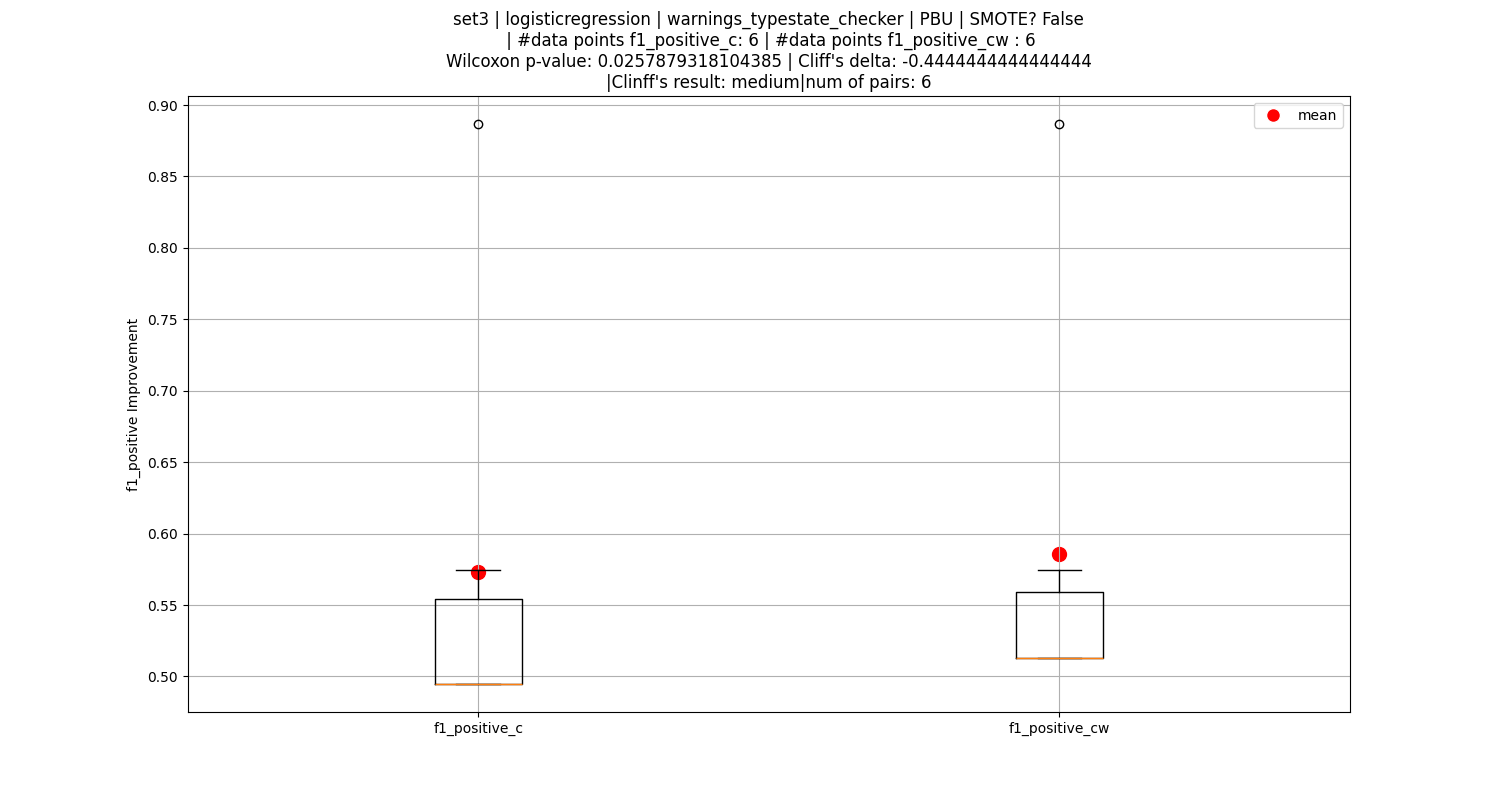 set3 | logisticregression | warnings_typestate_checker | PBU | SMOTE? False
| #data points f1_positive_c: 6 | #data points f1_positive_cw : 6
Wilcoxon p-value: 0.0257879318104385 | Cliff's delta: -0.4444444444444444
|Clinff's result: medium|num of pairs: 6
mean
f1_positive Improvement
0.90
0.85
0.80
0.75
0.70
0.65
0.60
0.55
0.50
f1_positive_c
f1_positive_cw